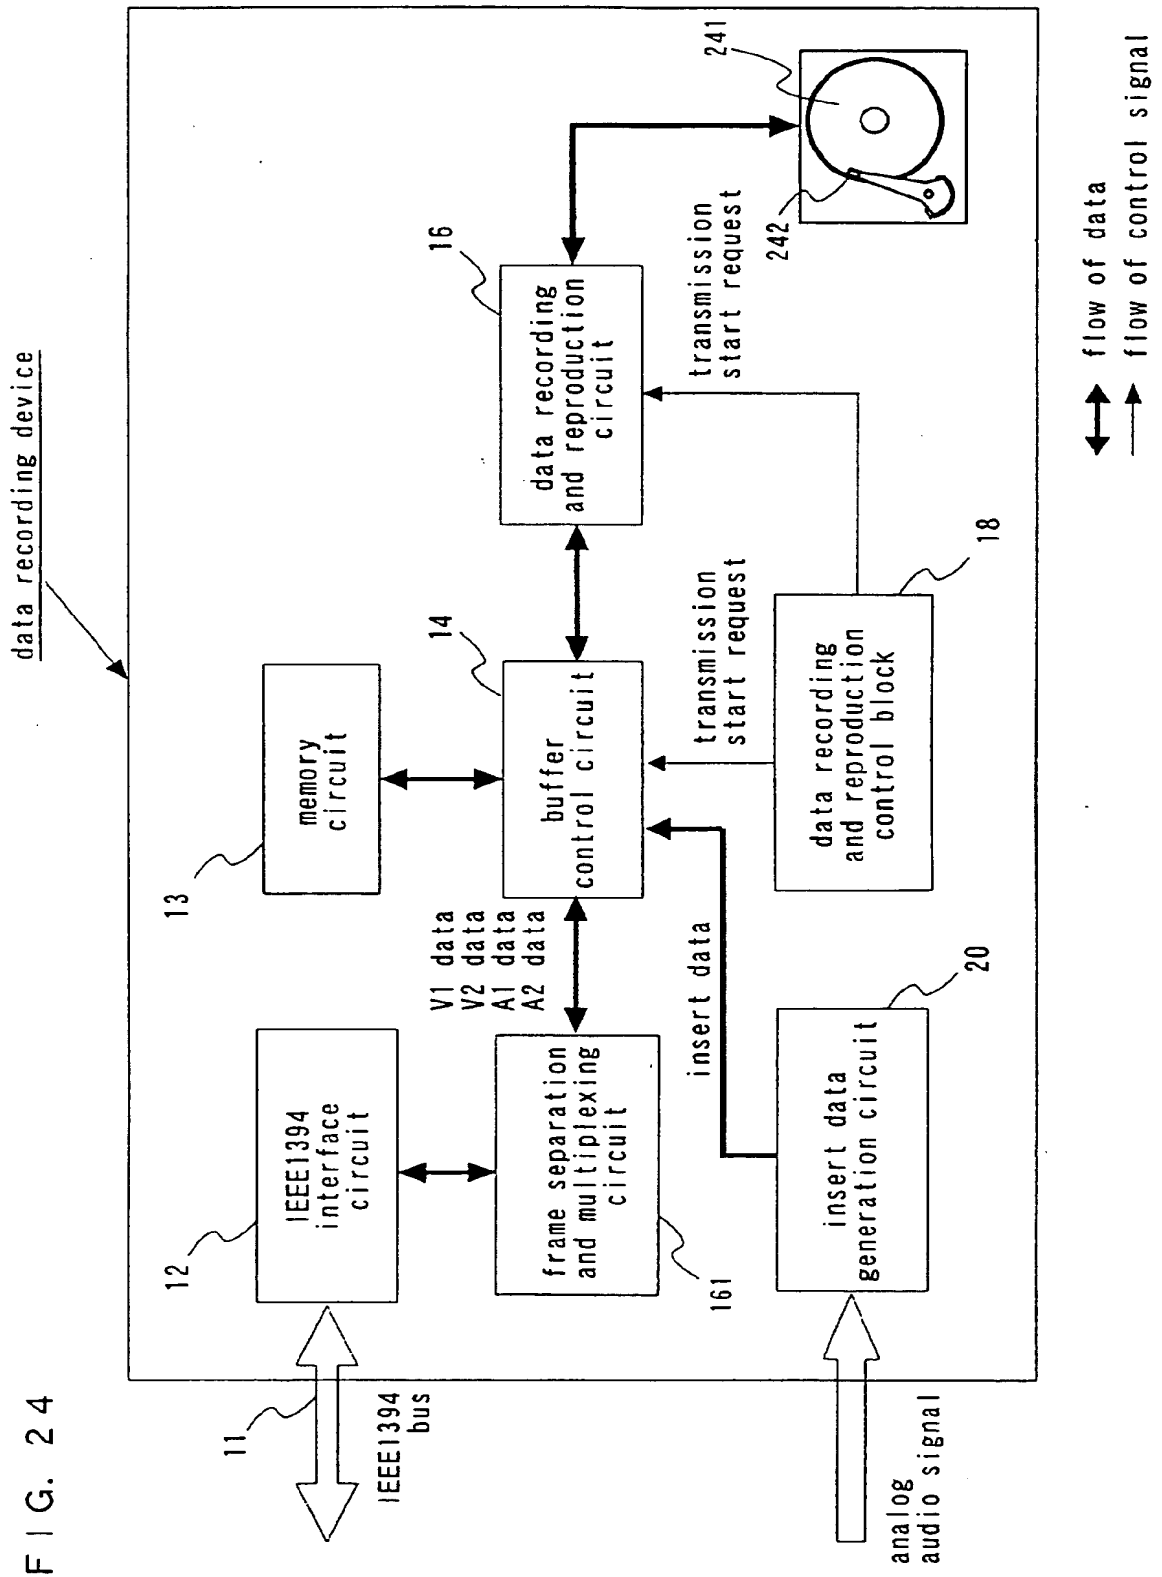 FIG. 24
data recording device
11
IEEE1394
bus
12
IEEE1394
interface
circuit
13
memory
circuit
V1 data
V2 data
A1 data
A2 data
14
16
frame separation
and multiplexing
circuit
161
buffer
control circuit
data recording
and reproduction
circuit
241
242
insert data
transmission
start request
transmission
start request
analog
audio signal
insert data
generation circuit
20
data recording
and reproduction
control block
18
flow of data
flow of control signal